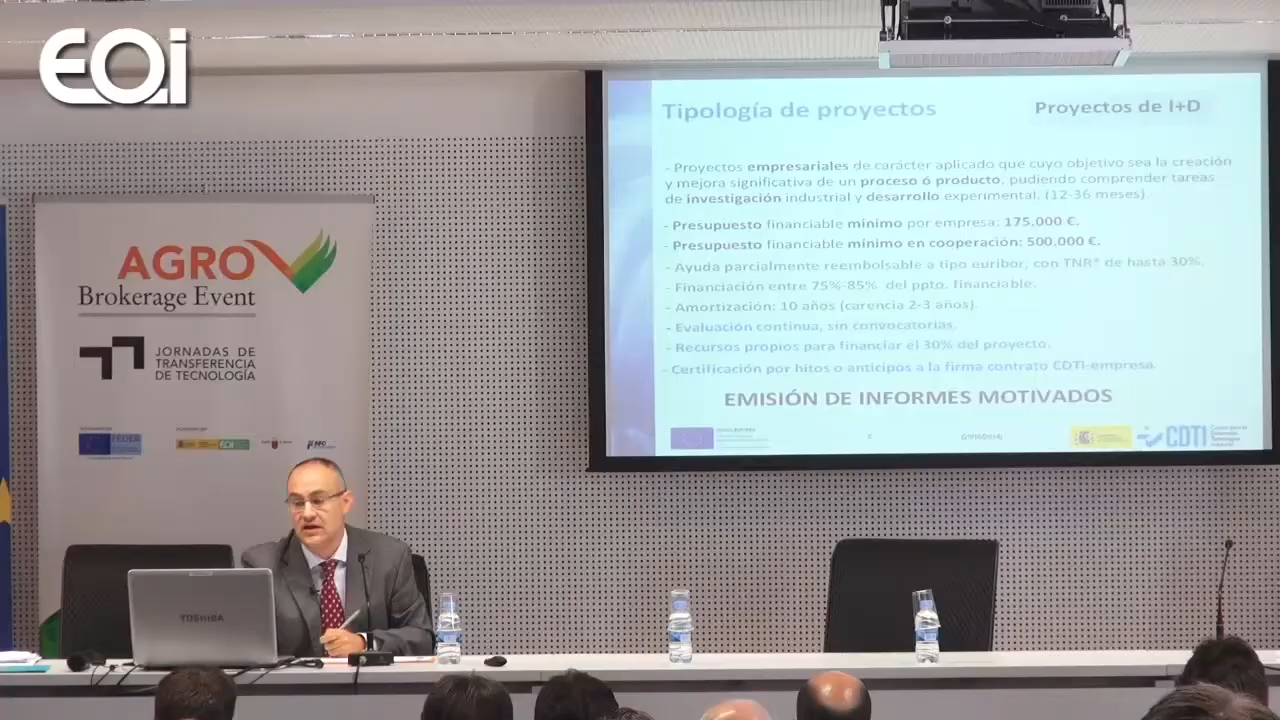 EOi
Tipología de proyectos
Proyectos de I+D
- Proyectos empresariales de carácter aplicado que cuyo objetivo sea la creación
y mejora significativa de un proceso ó producto, pudiendo comprender tareas
de investigación industrial y desarrollo experimental. (12-36 meses)
- Presupuesto financiable mínimo por empresa: 175.000 €.
- Presupuesto financiable mínimo en cooperación: 500.000 €.
- Ayuda parcialmente reembolsable a tipo euribor, con TNR* de hasta 30%.
- Financiación entre 75%-85% del ppto. financiable.
- Amortización: 10 años (carencia 2-3 años).
- Evaluación continua, sin convocatorias.
- Recursos propios para financiar el 30% del proyecto.
- Certificación por hitos o anticipos a la firma contrato CDTI-empresa.
EMISIÓN DE INFORMES MOTIVADOS
CDTI
AGRO
Brokerage Event
JORNADAS DE
TRANSFERENCIA
DE TECNOLOGÍA
FEDER
EOI
INFO
TOSHIBA